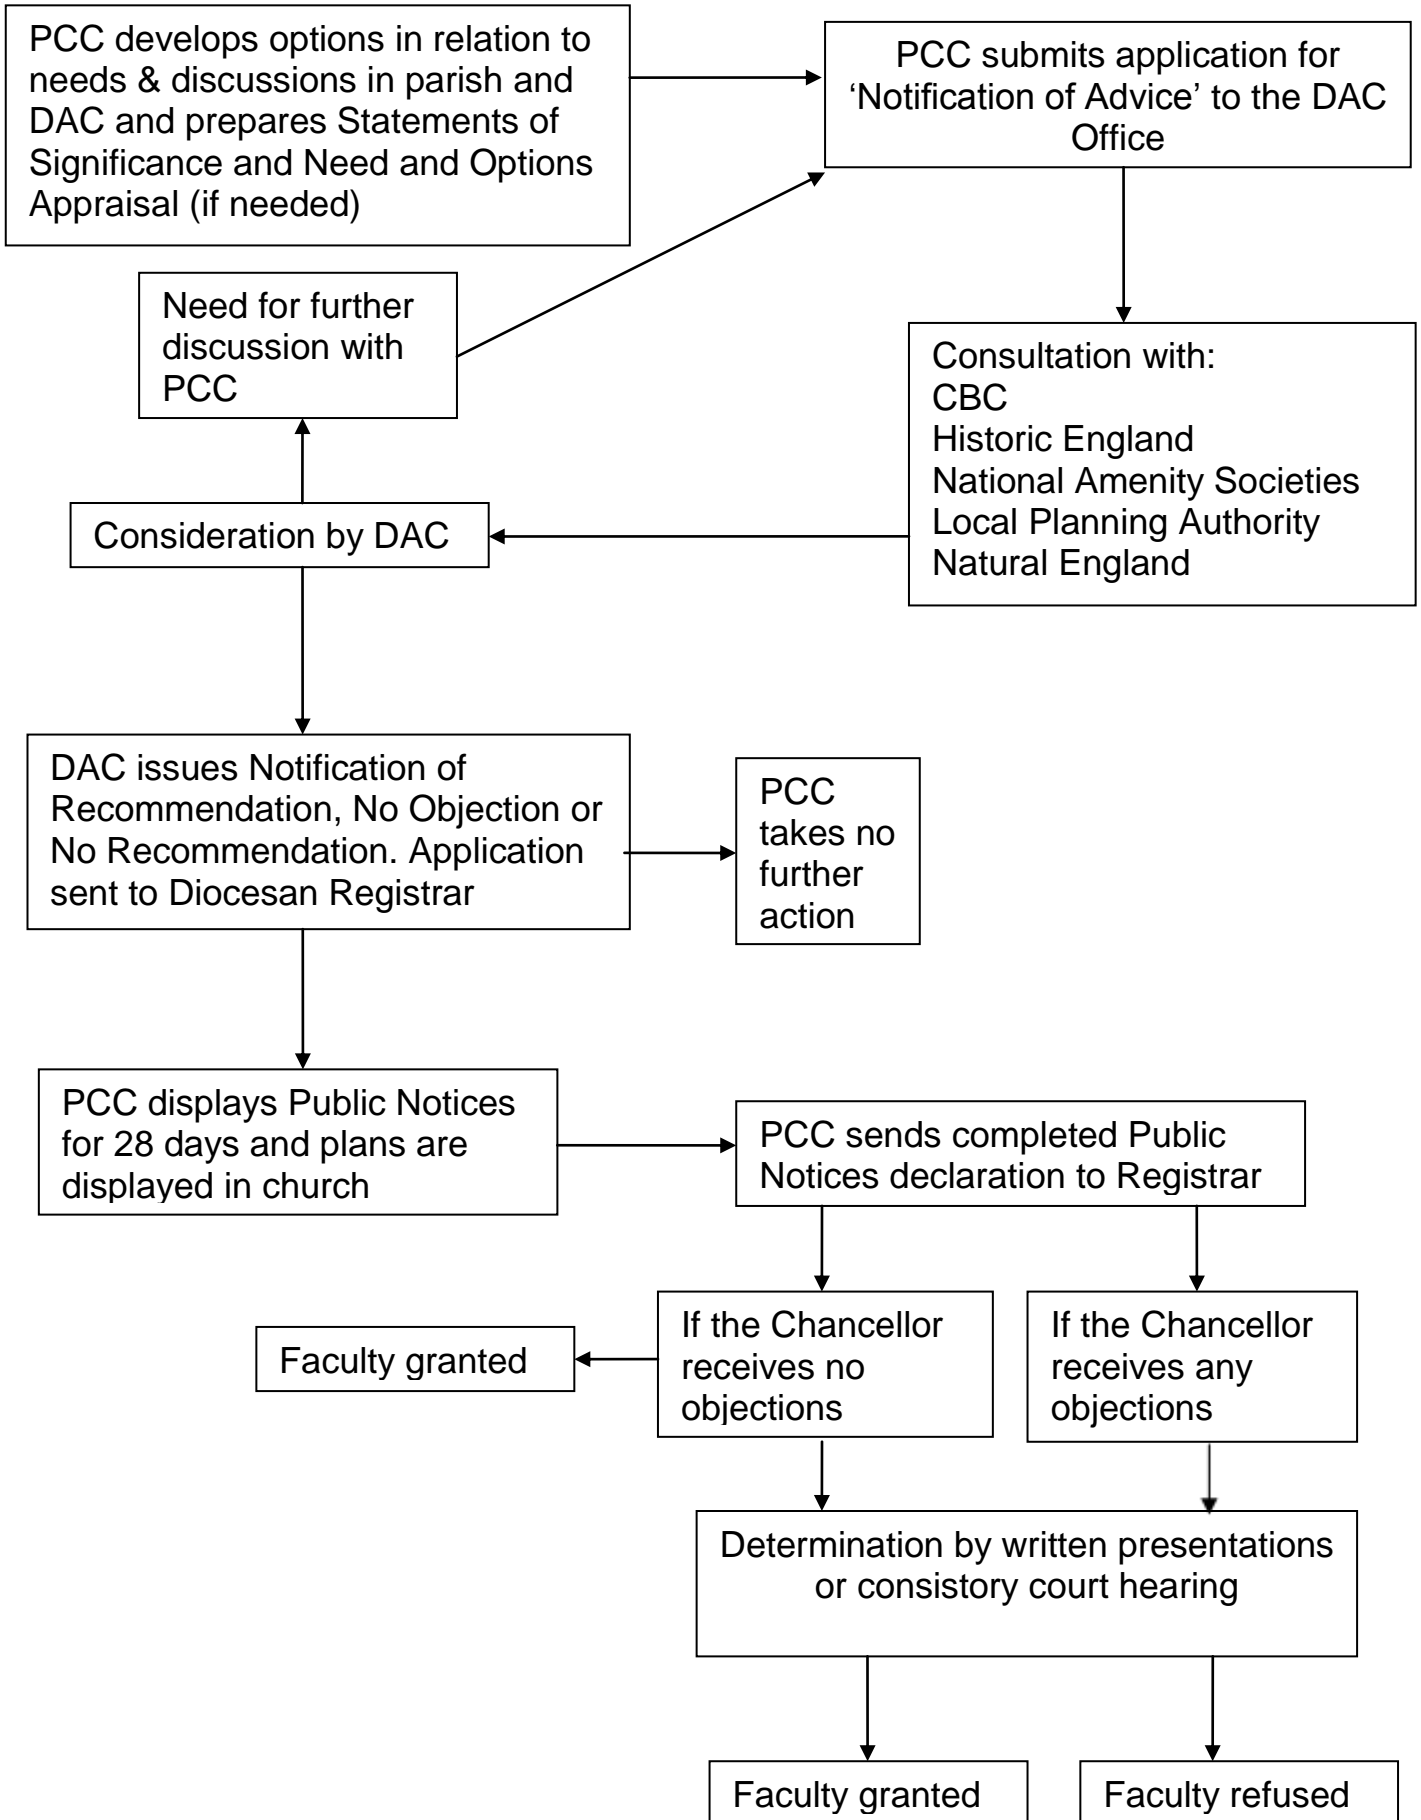 PCC develops options in relation to
needs & discussions in parish and
DAC and prepares Statements of
Significance and Need and Options
Appraisal (if needed)
PCC submits application for
‘Notification of Advice’ to the DAC
Office
Need for further
discussion with
PCC
Consultation with:
CBC
Historic England
National Amenity Societies
Local Planning Authority
Natural England
Consideration by DAC
DAC issues Notification of
Recommendation, No Objection or
No Recommendation. Application
sent to Diocesan Registrar
PCC
takes no
further
action
PCC displays Public Notices
for 28 days and plans are
displayed in church
PCC sends completed Public
Notices declaration to Registrar
Faculty granted
If the Chancellor
receives no
objections
If the Chancellor
receives any
objections
Determination by written presentations
or consistory court hearing
Faculty granted
Faculty refused